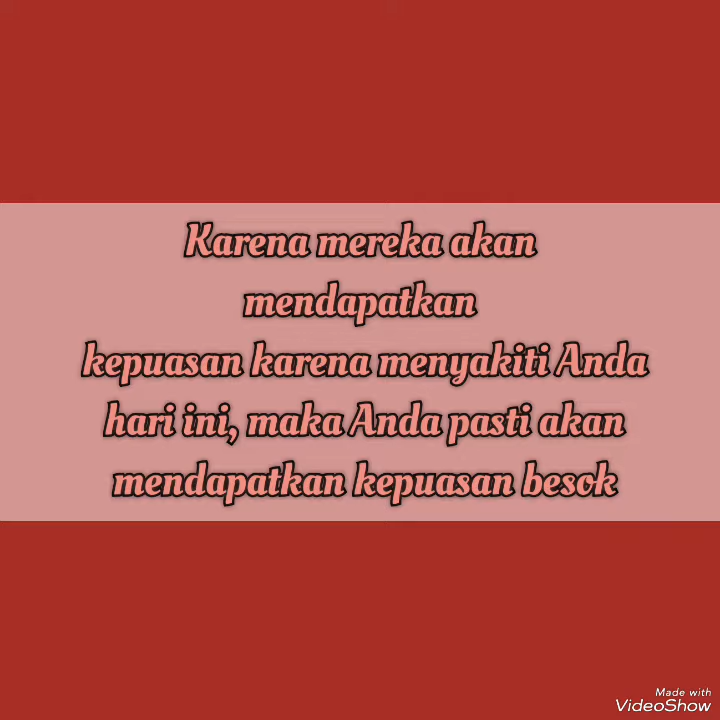 Karena mereka akan
mendapatkan
kepuasan karena menyakiti Anda
hari ini, maka Anda pasti akan
mendapatkan kepuasan besok
Made with
VideoShow